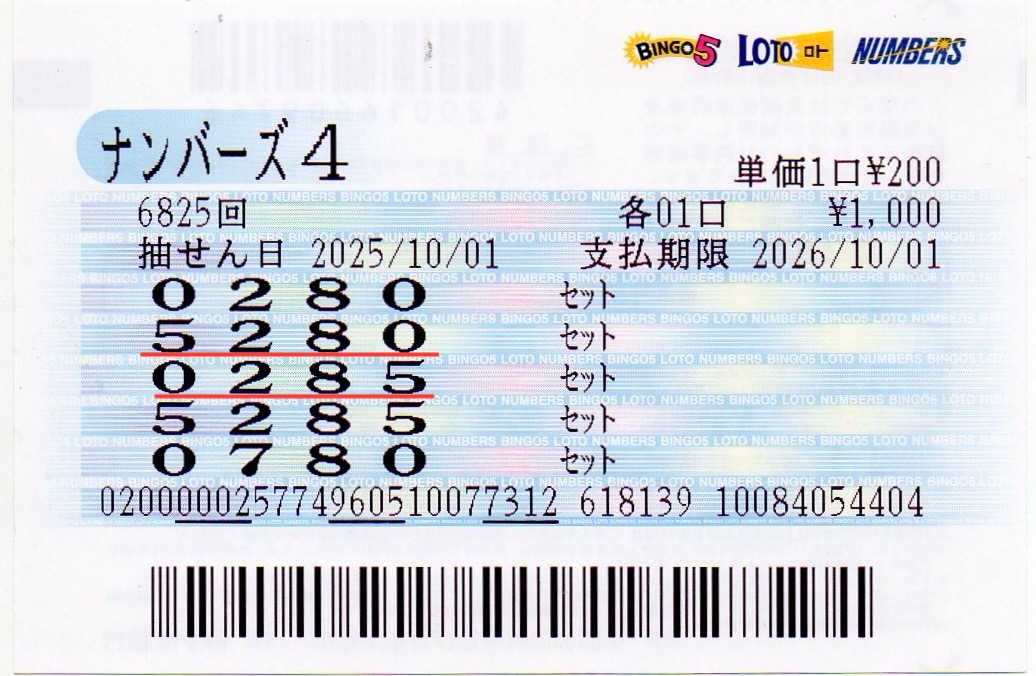 BINGO5 LOTO ロト NUMBERS
ナンバーズ4
単価1口¥200
6825回 各01口 ¥1,000
抽せん日 2025/10/01 支払期限 2026/10/01
0 2 8 0 セット
5 2 8 0 セット
0 2 8 5 セット
5 2 8 5 セット
0 7 8 0 セット
020000025774960510077312 618139 10084054404